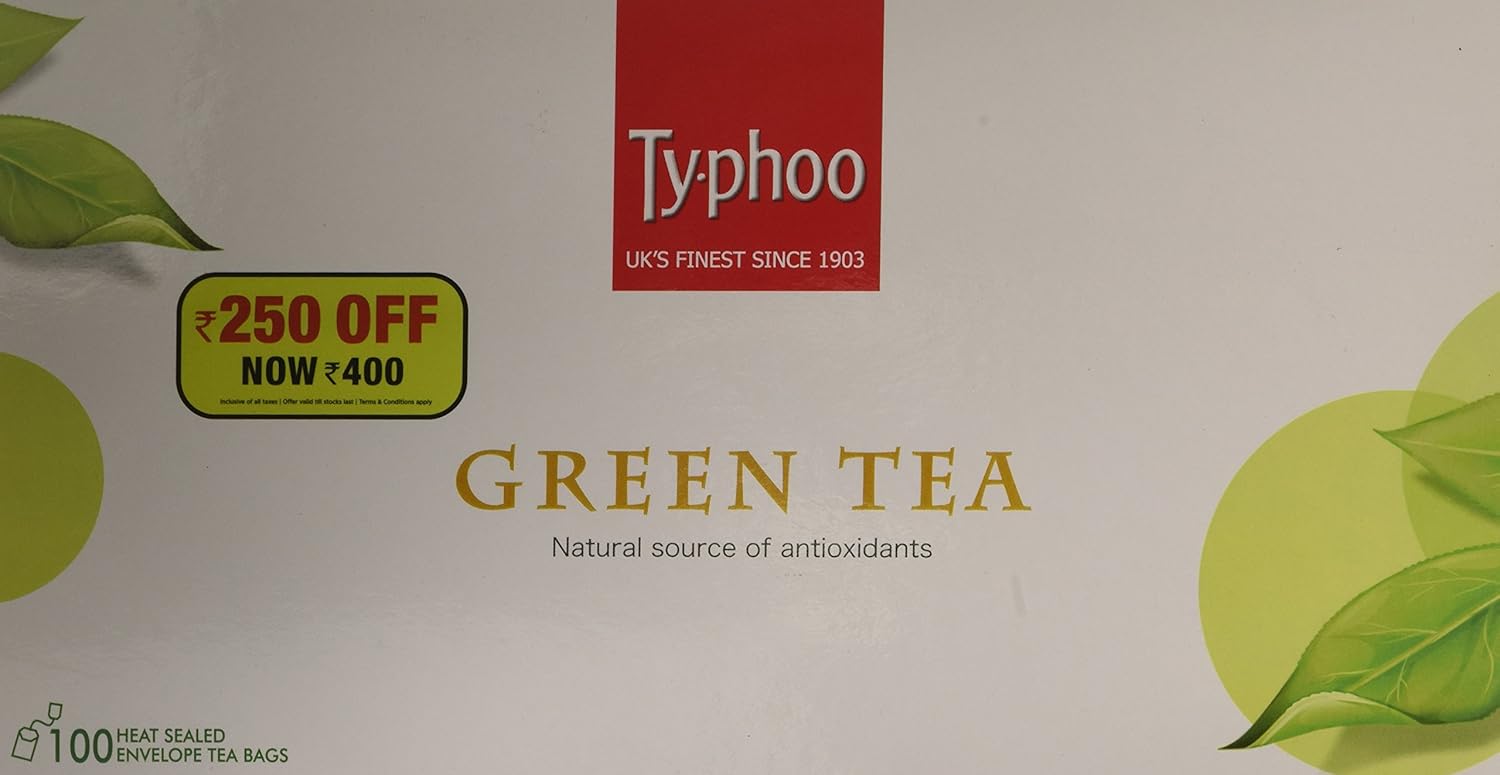 Ty·phoo
UK'S FINEST SINCE 1903
₹250 OFF
NOW ₹400
Inclusive of all taxes | Offer valid till stocks last | Terms & Conditions apply
GREEN TEA
Natural source of antioxidants
100 HEAT SEALED
ENVELOPE TEA BAGS